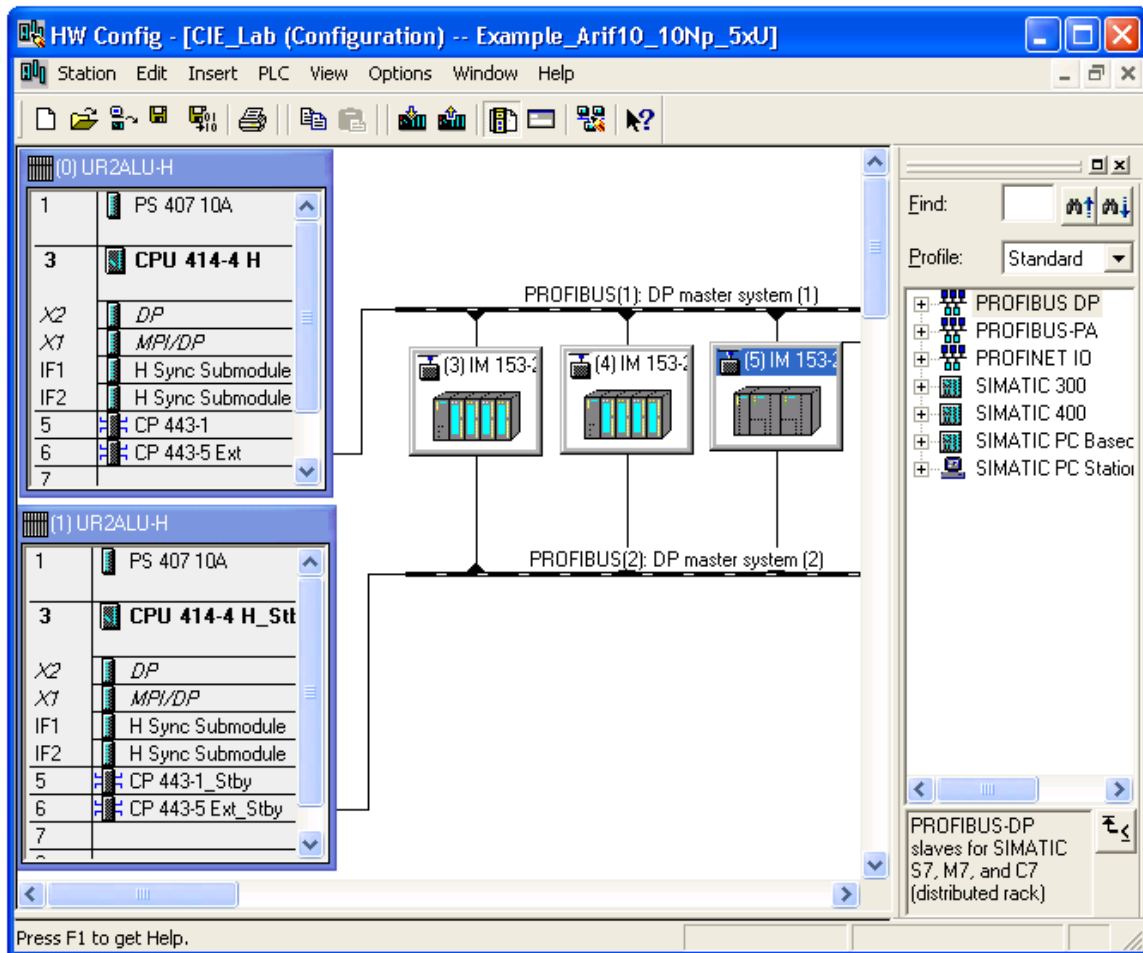 HW Config - [CIE_Lab (Configuration) -- Example_Arif10_10Np_5xU]
Station Edit Insert PLC View Options Window Help
(0) UR2ALU-H
1 PS 407 10A
3 CPU 414-4 H
X2 DP
X1 MPI/DP
IF1 H Sync Submodule
IF2 H Sync Submodule
5 CP 443-1
6 CP 443-5 Ext
7
(1) UR2ALU-H
1 PS 407 10A
3 CPU 414-4 H_Stb
X2 DP
X1 MPI/DP
IF1 H Sync Submodule
IF2 H Sync Submodule
5 CP 443-1_Stby
6 CP 443-5 Ext_Stby
7
PROFIBUS(1): DP master system (1)
(3) IM 153-2 (4) IM 153-2 (5) IM 153-2
PROFIBUS(2): DP master system (2)
Find:
Profile: Standard
PROFIBUS DP
PROFIBUS-PA
PROFINET IO
SIMATIC 300
SIMATIC 400
SIMATIC PC Based
SIMATIC PC Station
PROFIBUS-DP
slaves for SIMATIC
S7, M7, and C7
(distributed rack)
Press F1 to get Help.